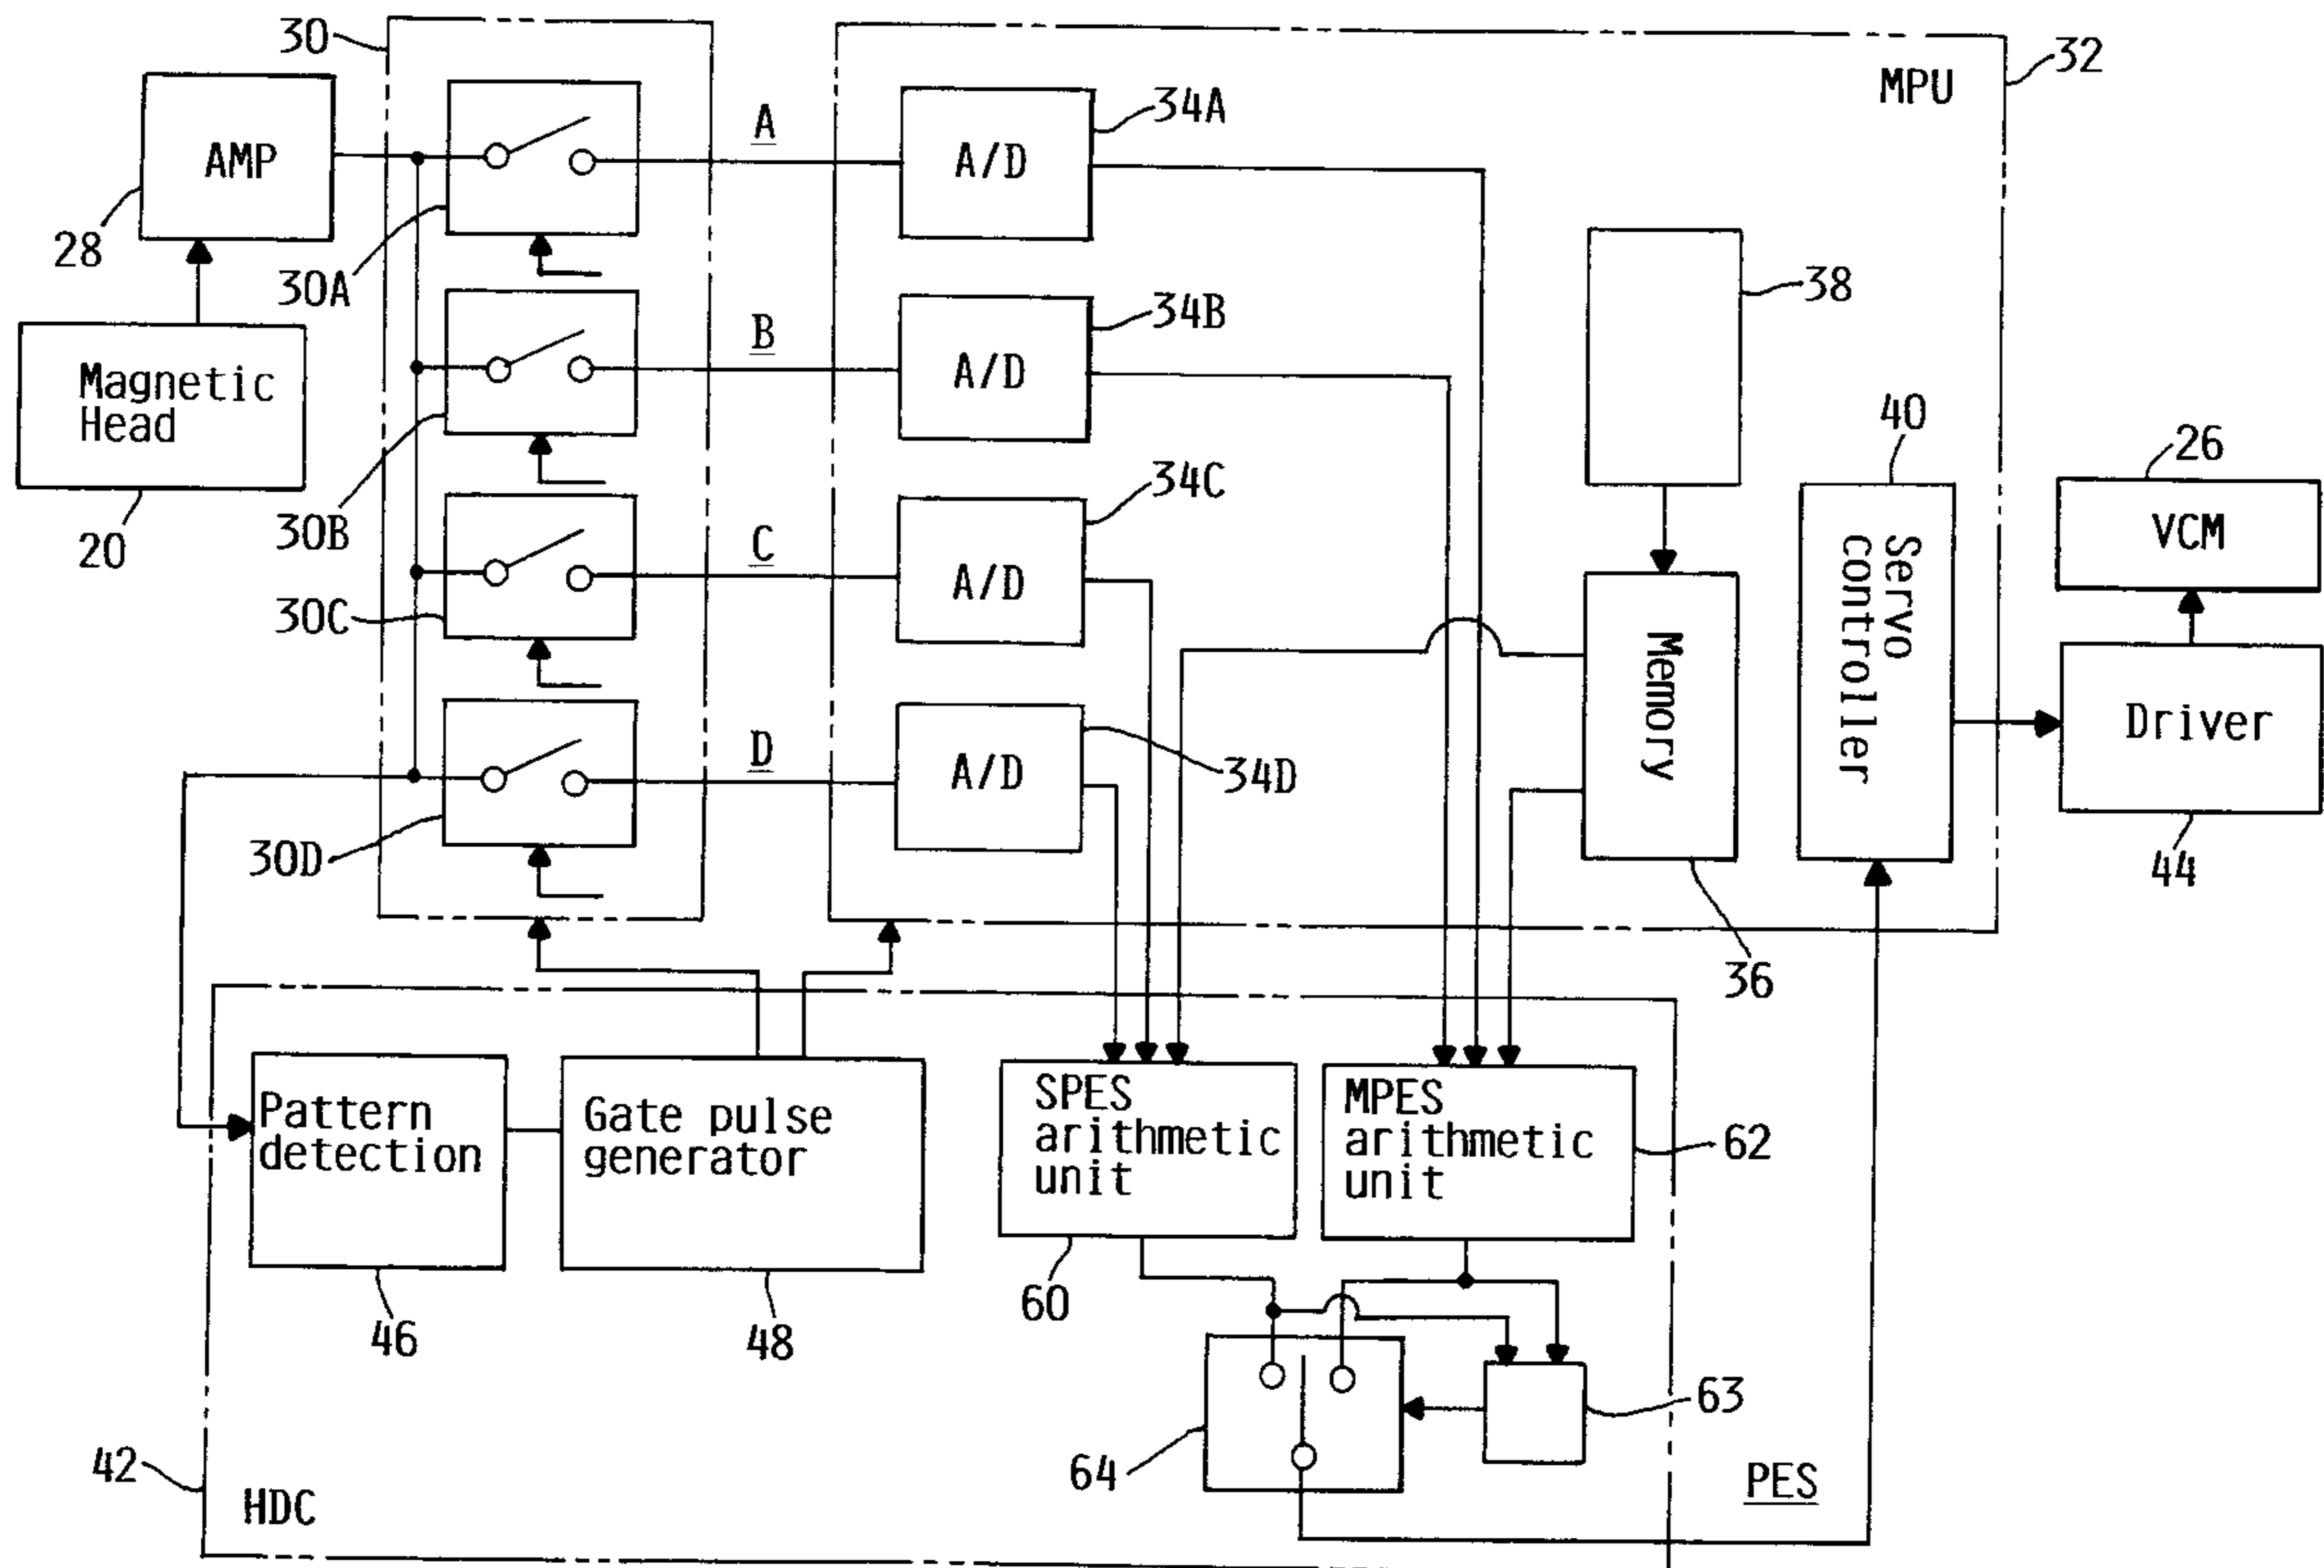 30
32
MPU
AMP
28
A
A/D
34A
30A
Magnetic
Head
20
B
A/D
34B
30B
38
40
26
VCM
C
A/D
34C
30C
Memory
Servo
controller
Driver
44
D
A/D
34D
30D
36
Pattern
detection
46
Gate pulse
generator
48
SPES
arithmetic
unit
60
MPES
arithmetic
unit
62
63
64
42
HDC
PES